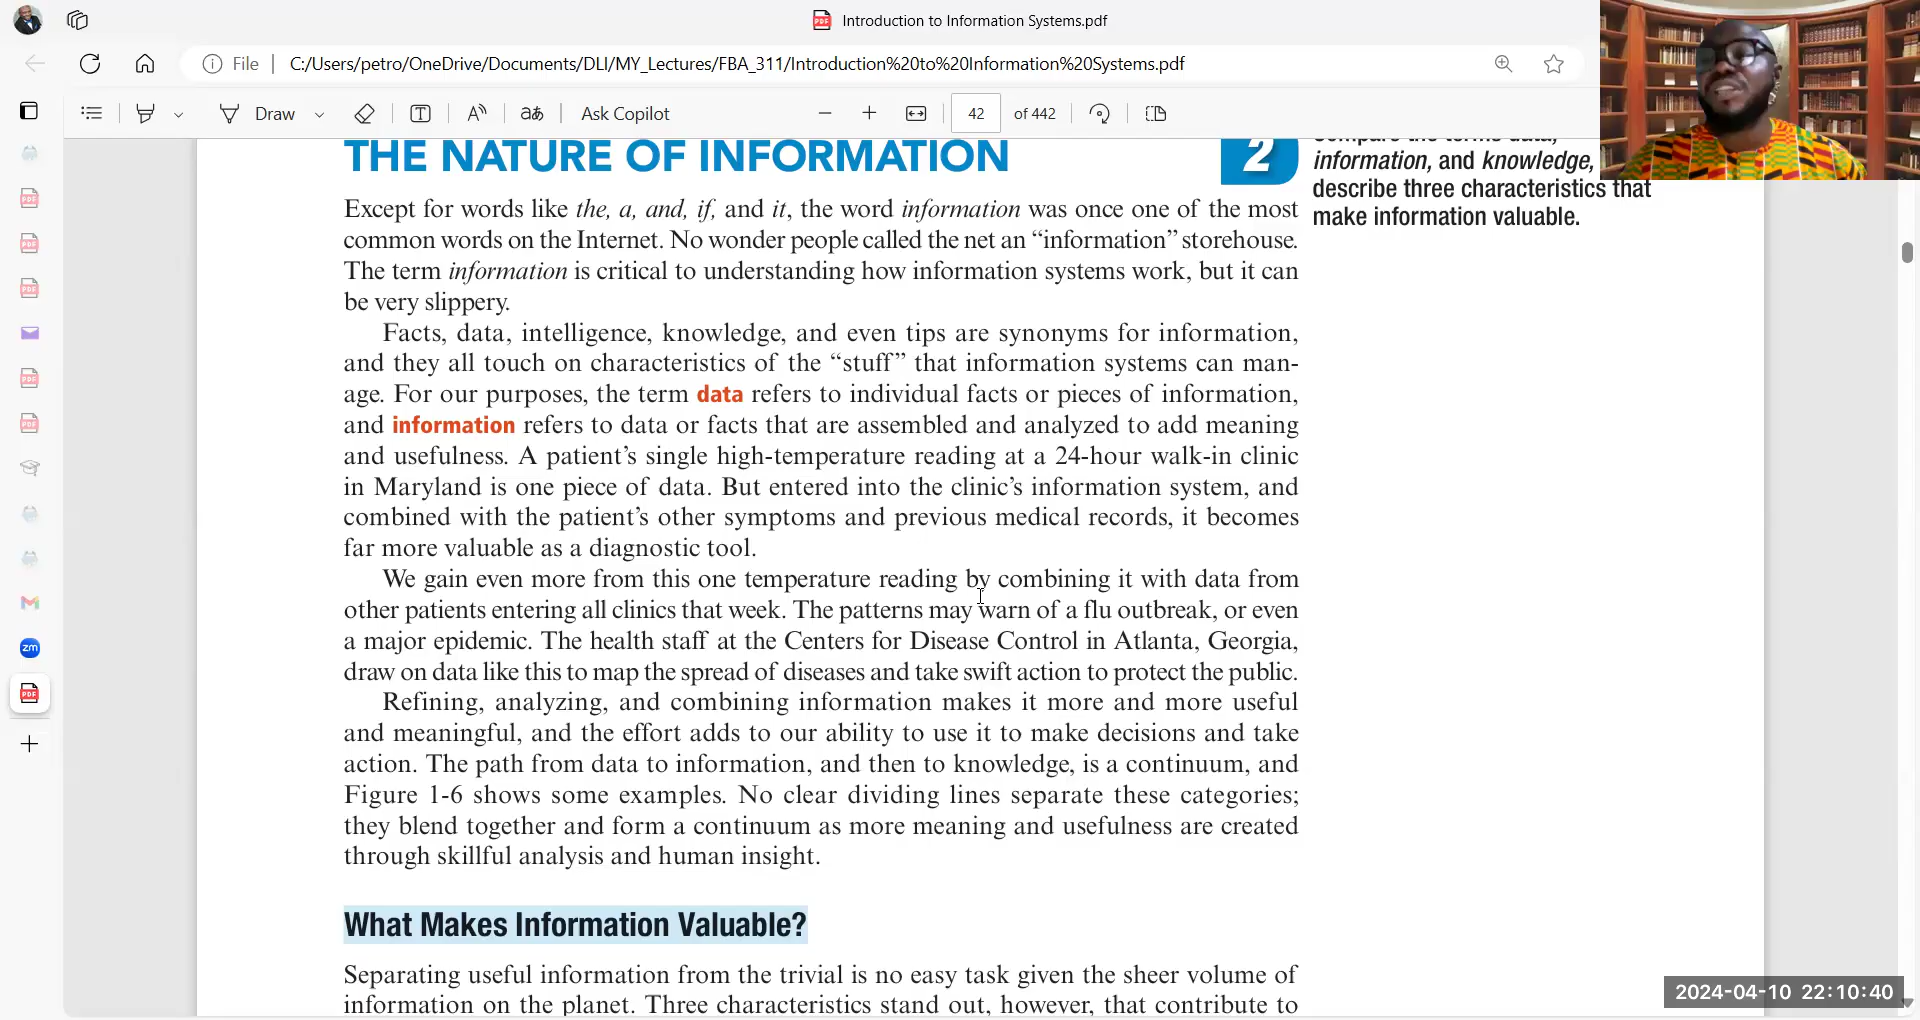 Introduction to Information Systems.pdf
File
C:/Users/petro/OneDrive/Documents/DLI/MY_Lectures/FBA_311/Introduction%20to%20Information%20Systems.pdf
Draw
Ask Copilot
42
of 442
THE NATURE OF INFORMATION
2
information, and knowledge,
describe three characteristics that
make information valuable.
Except for words like the, a, and, if, and it, the word information was once one of the most
common words on the Internet. No wonder people called the net an “information” storehouse.
The term information is critical to understanding how information systems work, but it can
be very slippery.
Facts, data, intelligence, knowledge, and even tips are synonyms for information,
and they all touch on characteristics of the “stuff” that information systems can man-
age. For our purposes, the term data refers to individual facts or pieces of information,
and information refers to data or facts that are assembled and analyzed to add meaning
and usefulness. A patient’s single high-temperature reading at a 24-hour walk-in clinic
in Maryland is one piece of data. But entered into the clinic’s information system, and
combined with the patient’s other symptoms and previous medical records, it becomes
far more valuable as a diagnostic tool.
We gain even more from this one temperature reading by combining it with data from
other patients entering all clinics that week. The patterns may warn of a flu outbreak, or even
a major epidemic. The health staff at the Centers for Disease Control in Atlanta, Georgia,
draw on data like this to map the spread of diseases and take swift action to protect the public.
Refining, analyzing, and combining information makes it more and more useful
and meaningful, and the effort adds to our ability to use it to make decisions and take
action. The path from data to information, and then to knowledge, is a continuum, and
Figure 1-6 shows some examples. No clear dividing lines separate these categories;
they blend together and form a continuum as more meaning and usefulness are created
through skillful analysis and human insight.
What Makes Information Valuable?
Separating useful information from the trivial is no easy task given the sheer volume of
information on the planet. Three characteristics stand out, however, that contribute to
zm
2024-04-10 22:10:40